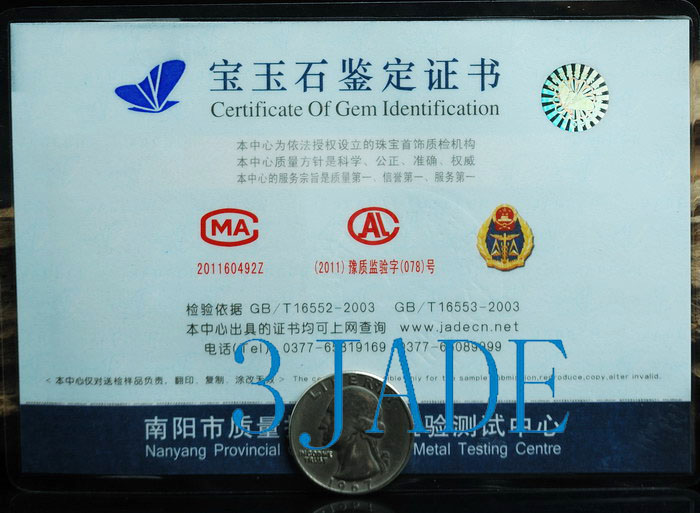 宝玉石鉴定证书
Certificate Of Gem Identification
本中心为依法授权设立的珠宝首饰质检机构
本中心质量方针是科学、公正、准确、权威
本中心的服务宗旨是质量第一、信誉第一、服务第一
MA
CAL
201160492Z
(2011)豫质监验字(078)号
检验依据 GB/T16552-2003 GB/T16553-2003
本中心出具的证书均可上网查询 www.jadecn.net
电话(Tel) 0377-65819169 0377-65089999
<本中心仅对送检样品负责，翻印、复制、涂改无效> The only for the sample submission,reproduce,copy,alter invalid.
3 JADE
南阳市质量 验测试中心
Nanyang Provincial Metal Testing Centre
LIBERTY
IN GOD WE TRUST
1967